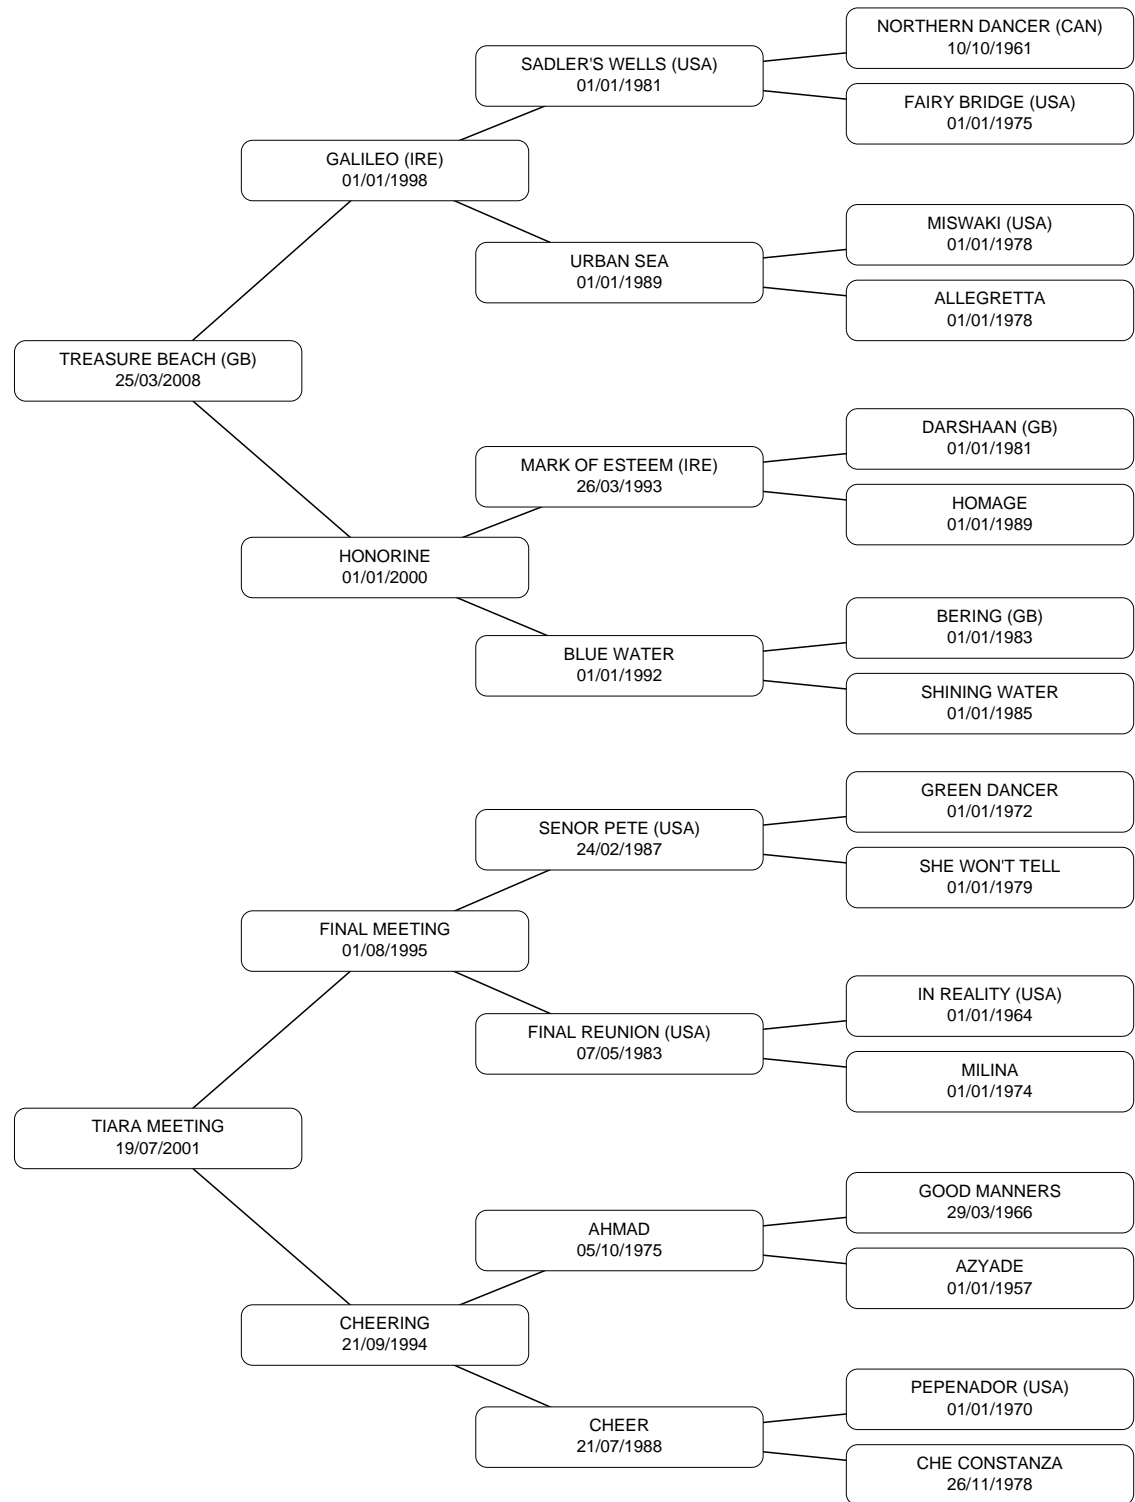 NORTHERN DANCER (CAN)
10/10/1961
SADLER'S WELLS (USA)
01/01/1981
FAIRY BRIDGE (USA)
01/01/1975
GALILEO (IRE)
01/01/1998
MISWAKI (USA)
01/01/1978
URBAN SEA
01/01/1989
ALLEGRETTA
01/01/1978
TREASURE BEACH (GB)
25/03/2008
DARSHAAN (GB)
01/01/1981
MARK OF ESTEEM (IRE)
26/03/1993
HOMAGE
01/01/1989
HONORINE
01/01/2000
BERING (GB)
01/01/1983
BLUE WATER
01/01/1992
SHINING WATER
01/01/1985
GREEN DANCER
01/01/1972
SENOR PETE (USA)
24/02/1987
SHE WON'T TELL
01/01/1979
FINAL MEETING
01/08/1995
IN REALITY (USA)
01/01/1964
FINAL REUNION (USA)
07/05/1983
MILINA
01/01/1974
TIARA MEETING
19/07/2001
GOOD MANNERS
29/03/1966
AHMAD
05/10/1975
AZYADE
01/01/1957
CHEERING
21/09/1994
PEPENADOR (USA)
01/01/1970
CHEER
21/07/1988
CHE CONSTANZA
26/11/1978